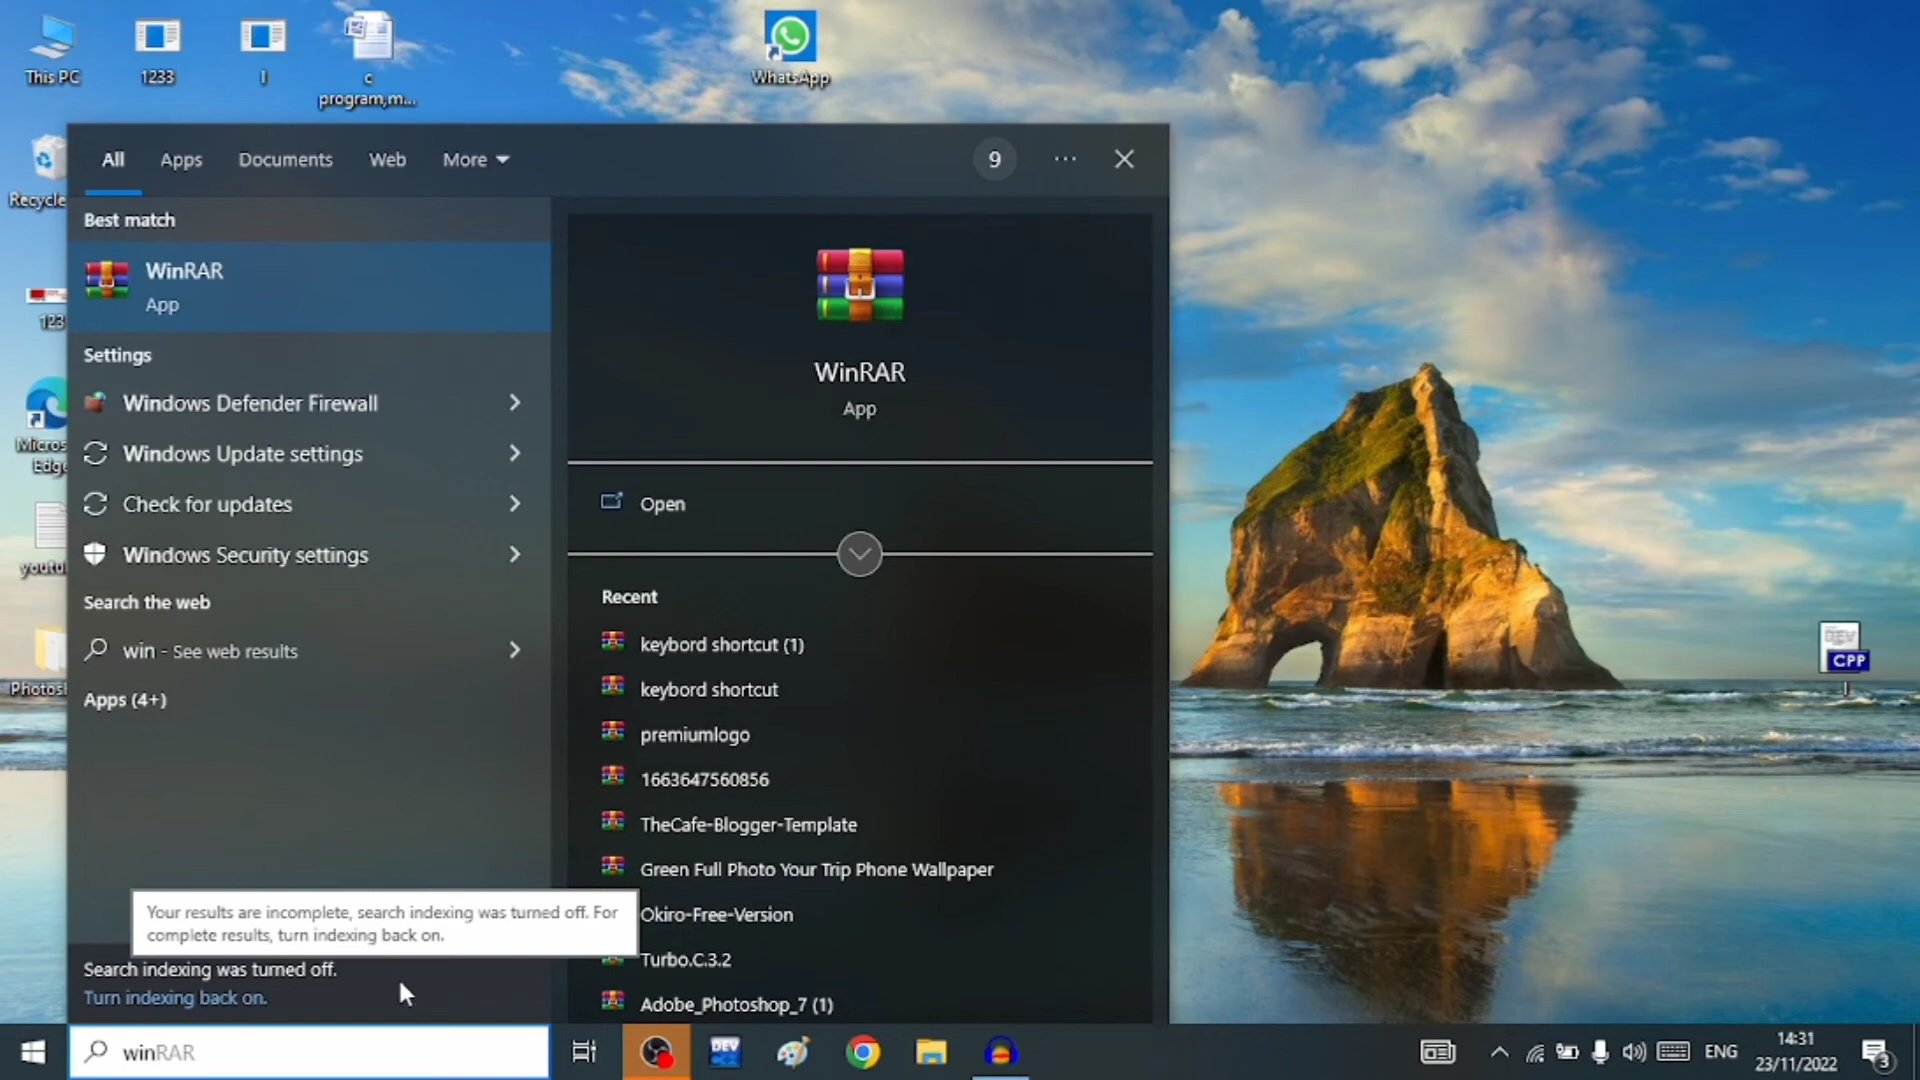 This PC
1233
I
c
program,m...
WhatsApp
Recycle
123
Micros
Edge
youtu
Photosl
CPP
All
Apps
Documents
Web
More
9
Best match
WinRAR
App
Settings
Windows Defender Firewall
Windows Update settings
Check for updates
Windows Security settings
Search the web
win - See web results
Apps (4+)
Your results are incomplete, search indexing was turned off. For
complete results, turn indexing back on.
Search indexing was turned off.
Turn indexing back on.
WinRAR
App
Open
Recent
keybord shortcut (1)
keybord shortcut
premiumlogo
1663647560856
TheCafe-Blogger-Template
Green Full Photo Your Trip Phone Wallpaper
Okiro-Free-Version
Turbo.C.3.2
Adobe_Photoshop_7 (1)
winRAR
DEV
ENG
14:31
23/11/2022
3